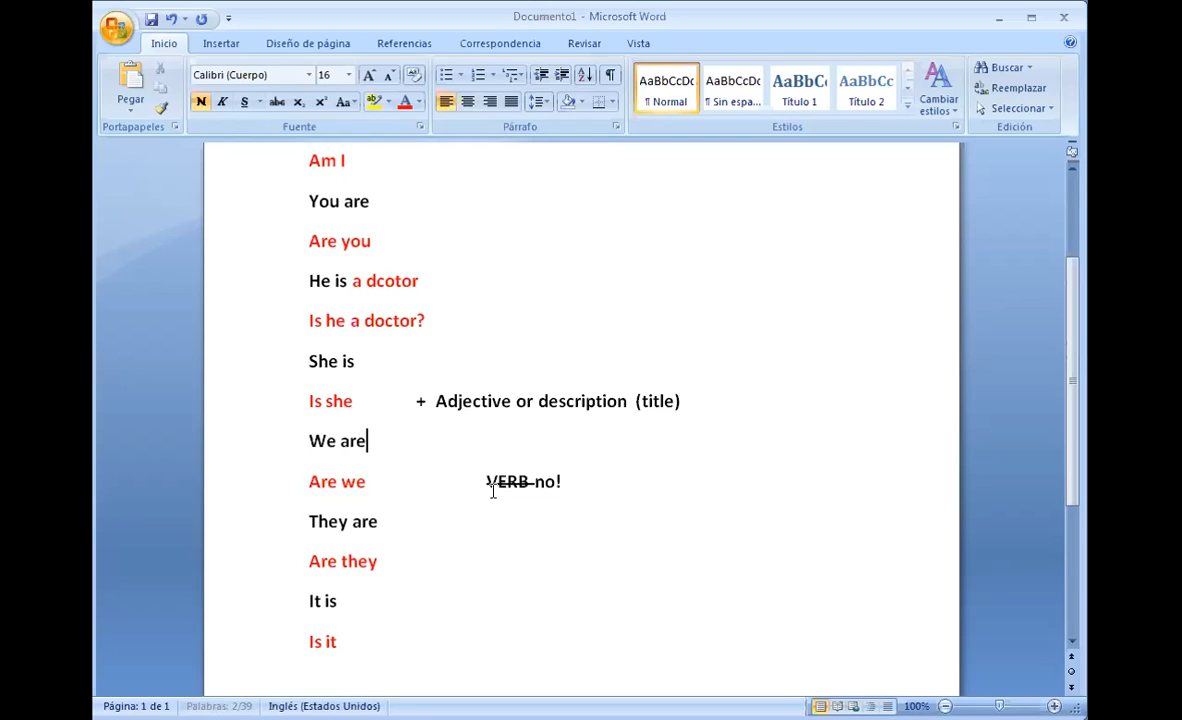 Documento1 - Microsoft Word
Inicio Insertar Diseño de página Referencias Correspondencia Revisar Vista
Pegar
Calibri (Cuerpo) 16
N K S abc x₂ x² Aa
AaBbCcDc AaBbCcDc AaBbC AaBbCc
¶ Normal ¶ Sin espa... Título 1 Título 2
Cambiar estilos
Buscar
Reemplazar
Seleccionar
Portapapeles Fuente Párrafo Estilos Edición
Am I
You are
Are you
He is a dcotor
Is he a doctor?
She is
Is she + Adjective or description (title)
We are
Are we VERB no!
They are
Are they
It is
Is it
Página: 1 de 1 Palabras: 2/39 Inglés (Estados Unidos) 100%